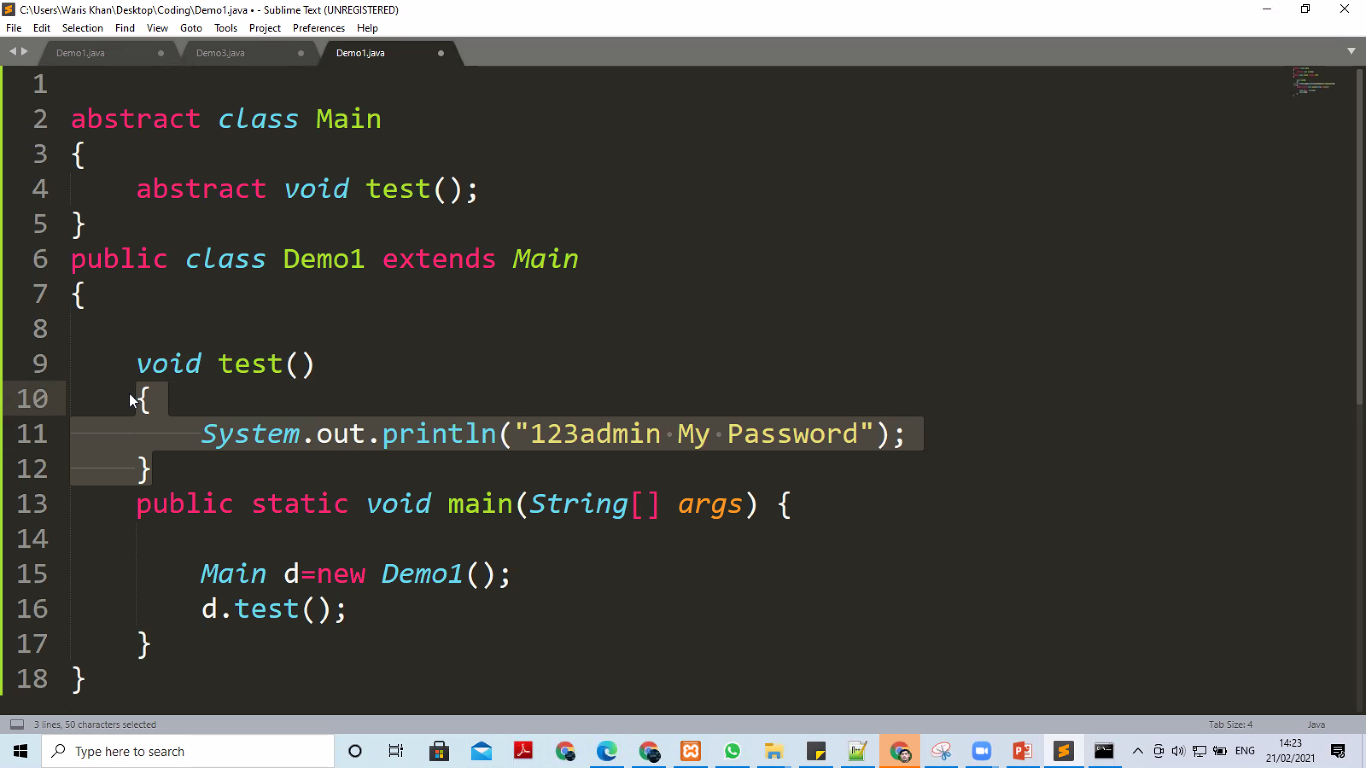 C:\Users\Waris Khan\Desktop\Coding\Demo1.java • - Sublime Text (UNREGISTERED)
File Edit Selection Find View Goto Tools Project Preferences Help
Demo1.java Demo3.java Demo1.java
1
2 abstract class Main
3 {
4 abstract void test();
5 }
6 public class Demo1 extends Main
7 {
8
9 void test()
10 {
11 System.out.println("123admin My Password");
12 }
13 public static void main(String[] args) {
14
15 Main d=new Demo1();
16 d.test();
17 }
18 }
3 lines, 50 characters selected Tab Size: 4 Java
Type here to search ENG 14:23
21/02/2021